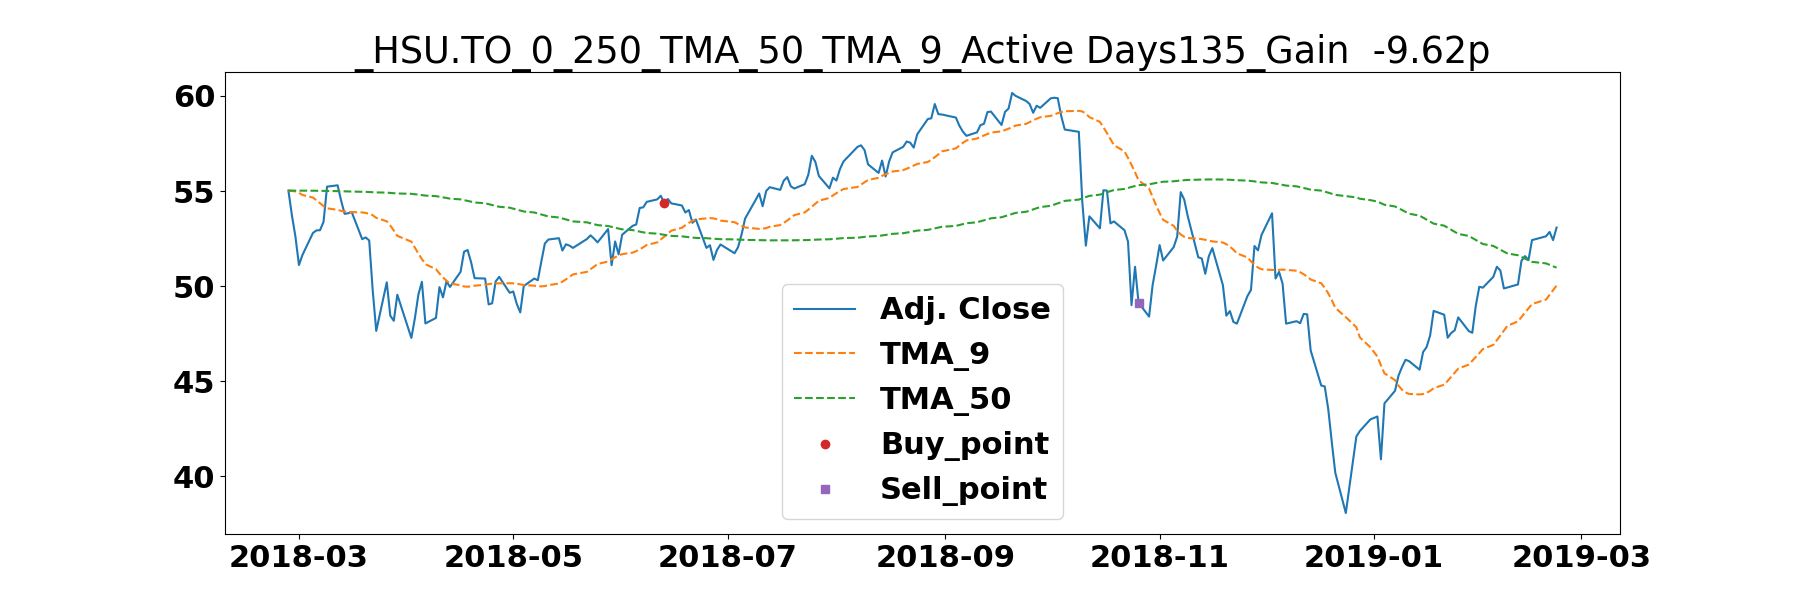 _HSU.TO_0_250_TMA_50_TMA_9_Active Days135_Gain  -9.62p
60
55
50
45
40
Adj. Close
TMA_9
TMA_50
Buy_point
Sell_point
2018-03 2018-05 2018-07 2018-09 2018-11 2019-01 2019-03